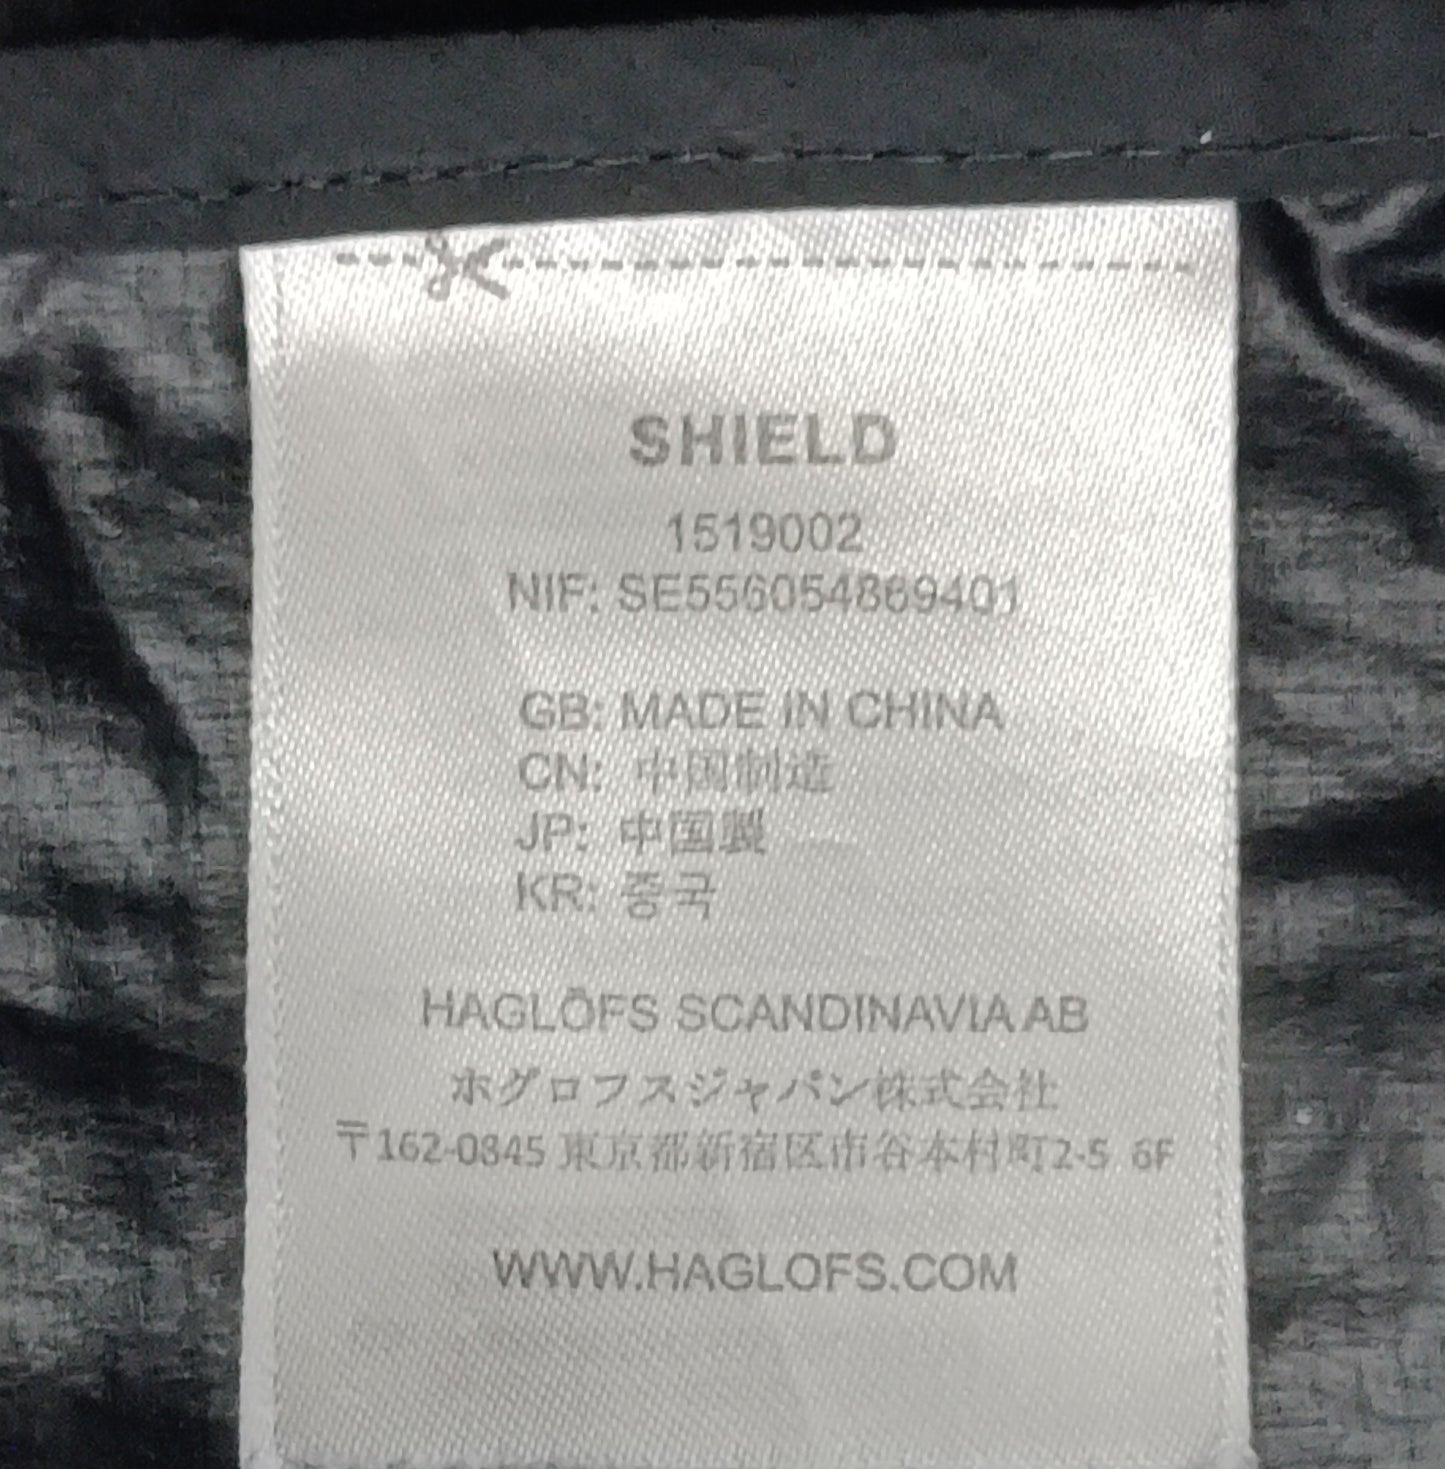 SHIELD
1519002
NIF: SE556054869401
GB: MADE IN CHINA
CN: 中国制造
JP: 中国製
KR: 중국
HAGLÖFS SCANDINAVIA AB
ホグロフスジャパン株式会社
〒162-0845 東京都新宿区市谷本村町2-5 6F
WWW.HAGLOFS.COM